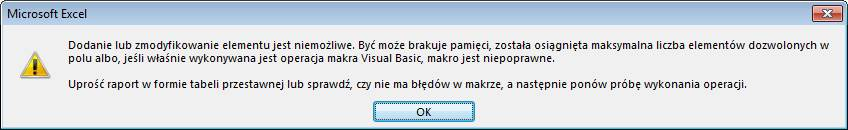 Microsoft Excel
Dodanie lub zmodyfikowanie elementu jest niemożliwe. Być może brakuje pamięci, została osiągnięta maksymalna liczba elementów dozwolonych w
polu albo, jeśli właśnie wykonywana jest operacja makra Visual Basic, makro jest niepoprawne.
Uprość raport w formie tabeli przestawnej lub sprawdź, czy nie ma błędów w makrze, a następnie ponów próbę wykonania operacji.
OK